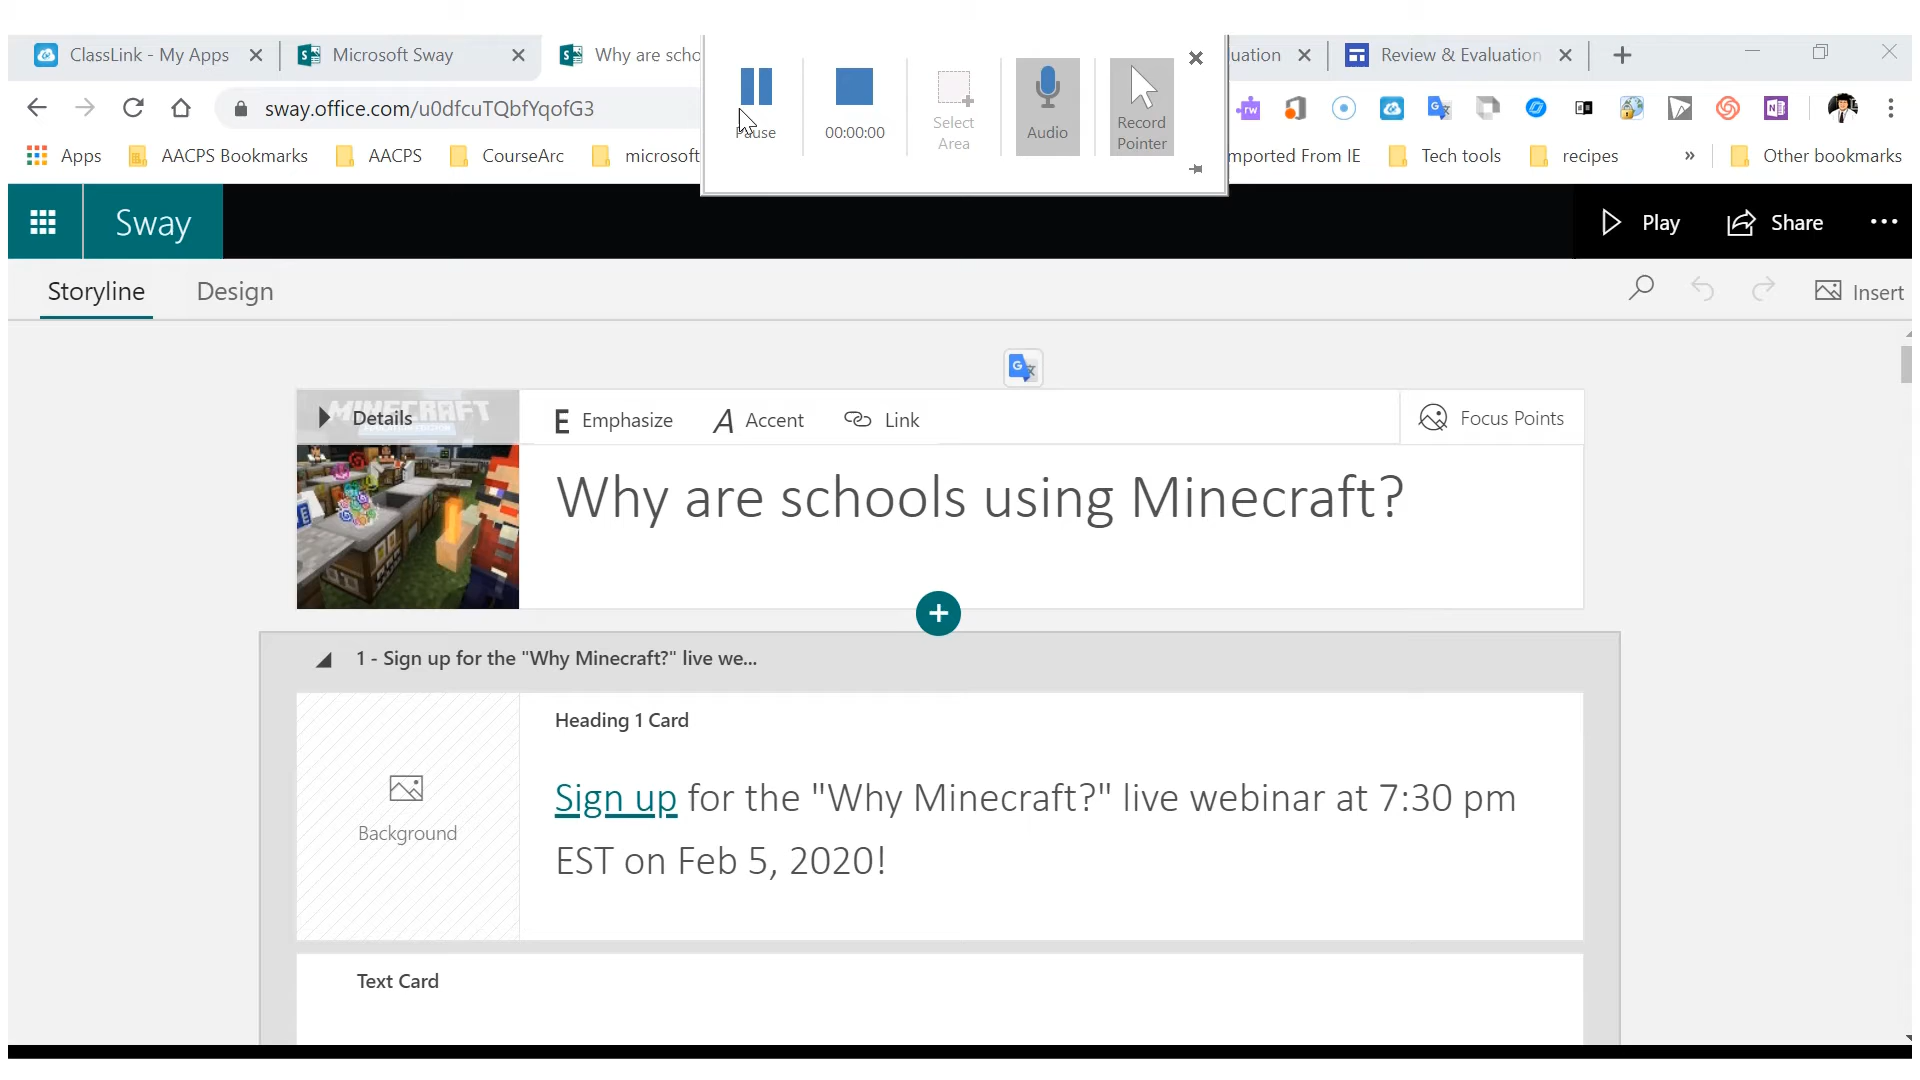 ClassLink - My Apps
Microsoft Sway
Why are scho
uation
Review & Evaluation
sway.office.com/u0dfcuTQbfYqofG3
Pause
00:00:00
Select
Area
Audio
Record
Pointer
rw
Apps
AACPS Bookmarks
AACPS
CourseArc
microsoft
mported From IE
Tech tools
recipes
»
Other bookmarks
Sway
Play
Share
Storyline
Design
Insert
MINECRAFT
Details
E Emphasize
A Accent
Link
Focus Points
Why are schools using Minecraft?
1 - Sign up for the "Why Minecraft?" live we...
Heading 1 Card
Background
Sign up for the "Why Minecraft?" live webinar at 7:30 pm
EST on Feb 5, 2020!
Text Card